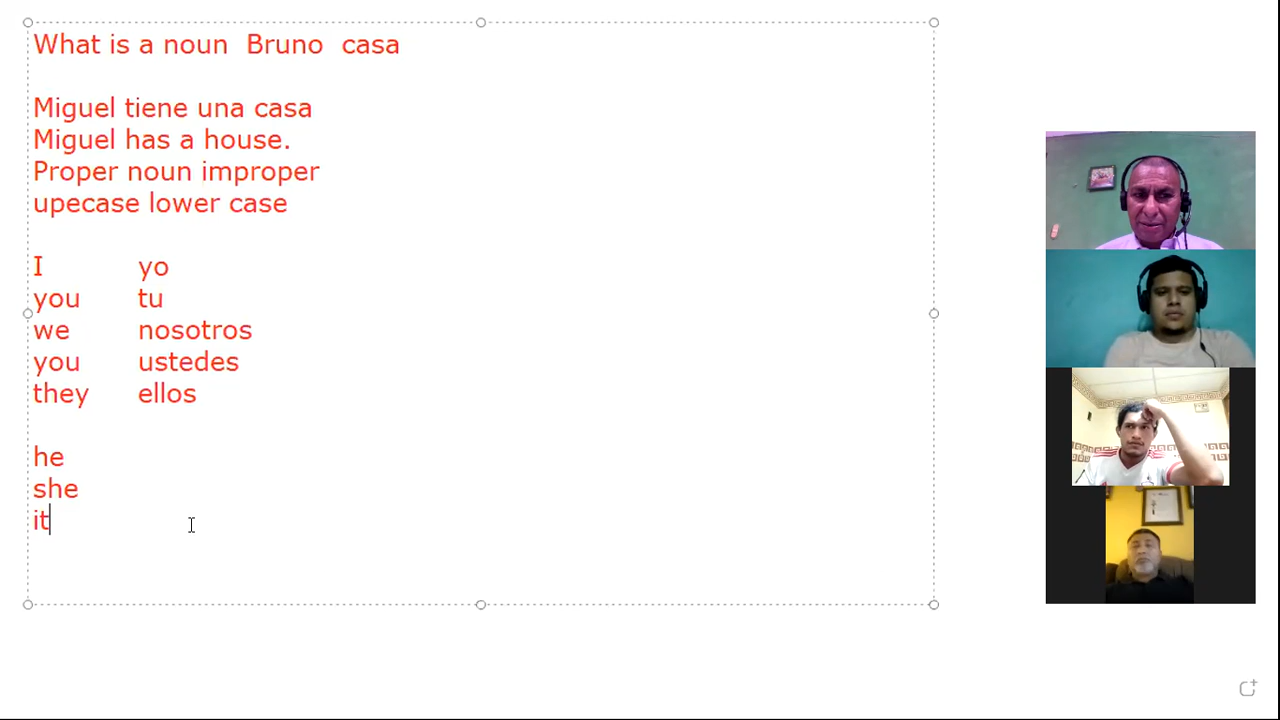 What is a noun Bruno casa
Miguel tiene una casa
Miguel has a house.
Proper noun improper
upecase lower case
I yo
you tu
we nosotros
you ustedes
they ellos
he
she
it